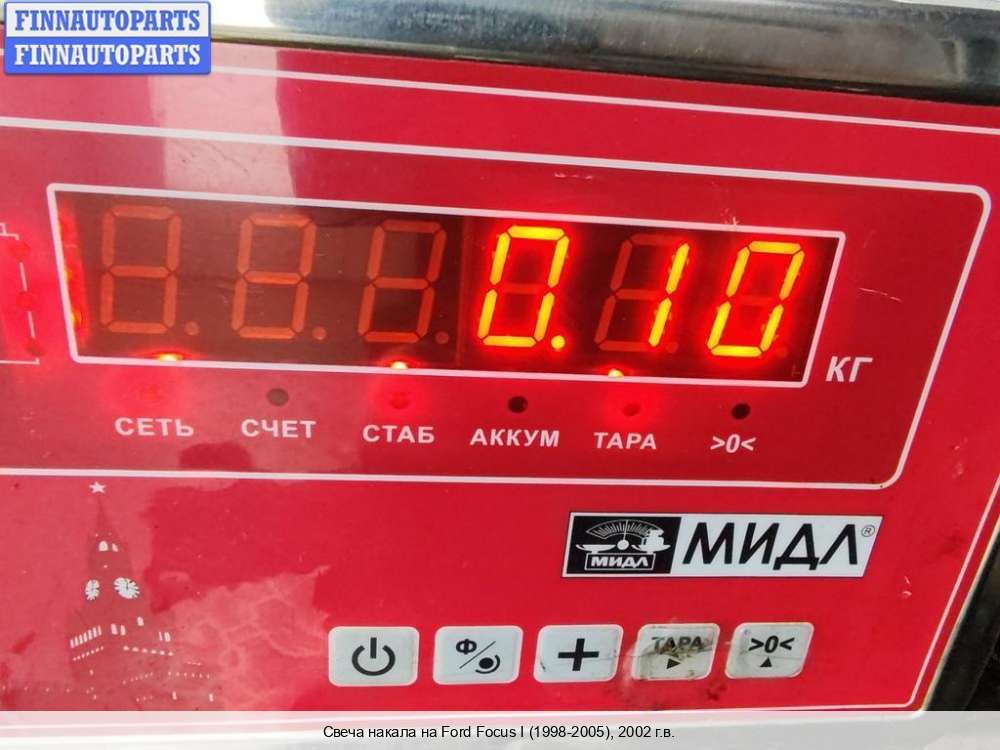 FINNAUTOPARTS
FINNAUTOPARTS
0.10
КГ
СЕТЬ СЧЕТ СТАБ АККУМ ТАРА >0<
МИДЛ МИДЛ®
Ф + ТАРА >0<
Свеча накала на Ford Focus I (1998-2005), 2002 г.в.